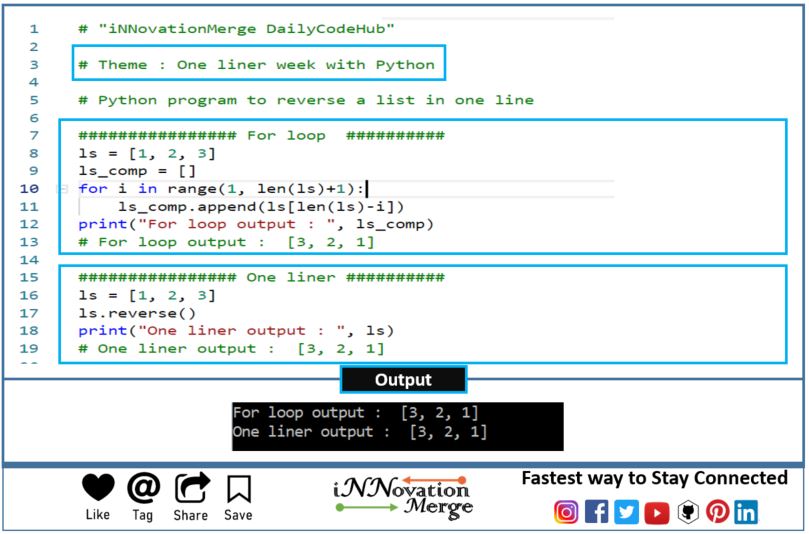 1 # "iNNovationMerge DailyCodeHub"
2
3 # Theme : One liner week with Python
4
5 # Python program to reverse a list in one line
6
7 ################ For loop ##########
8 ls = [1, 2, 3]
9 ls_comp = []
10 for i in range(1, len(ls)+1):
11     ls_comp.append(ls[len(ls)-i])
12 print("For loop output : ", ls_comp)
13 # For loop output :  [3, 2, 1]
14
15 ################ One liner ##########
16 ls = [1, 2, 3]
17 ls.reverse()
18 print("One liner output : ", ls)
19 # One liner output :  [3, 2, 1]
Output
For loop output :  [3, 2, 1]
One liner output :  [3, 2, 1]
Like Tag Share Save
iNNovation
Merge
Fastest way to Stay Connected